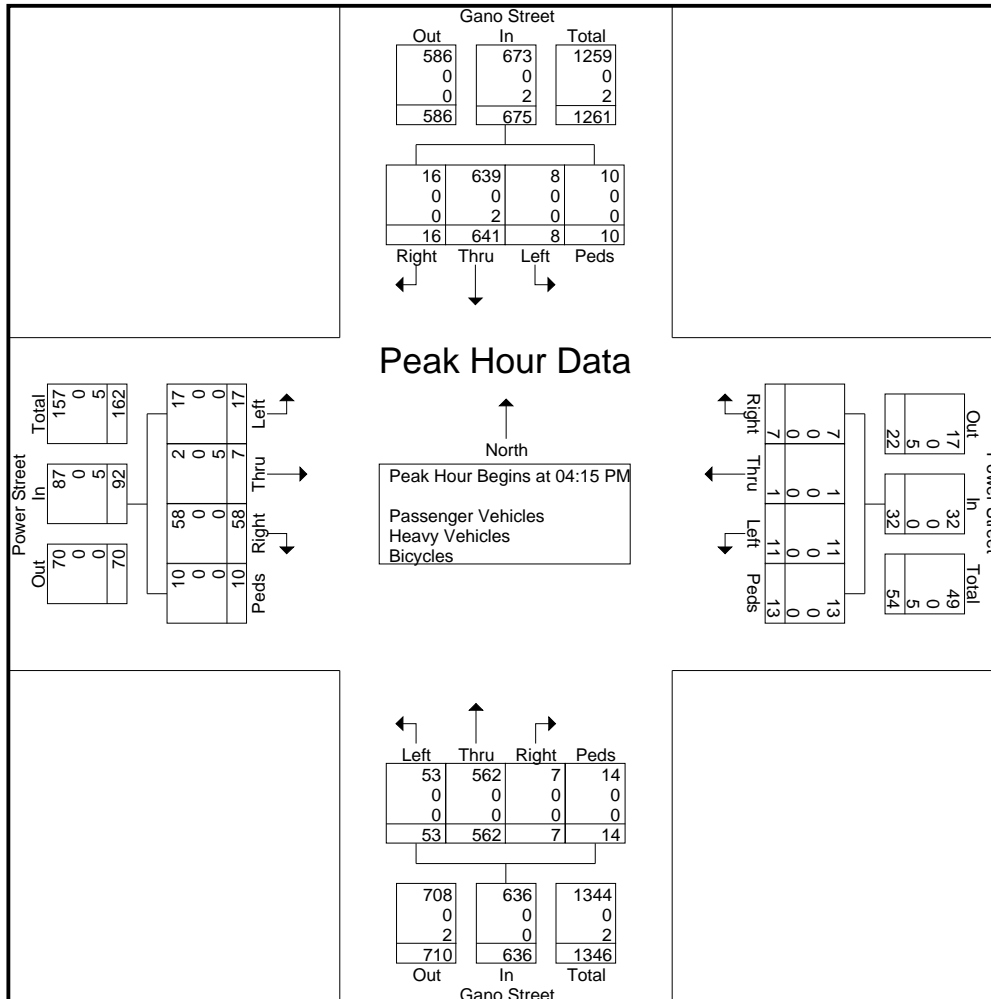 Gano Street
Out In Total
586 673 1259
0 0 0
0 2 2
586 675 1261
16 639 8 10
0 0 0 0
0 2 0 0
16 641 8 10
Right Thru Left Peds
Peak Hour Data
North
Peak Hour Begins at 04:15 PM
Passenger Vehicles
Heavy Vehicles
Bicycles
Power Street
Out In Total
70 87 157
0 0 0
0 5 5
70 92 162
Peds Right Thru Left
10 58 2 17
0 0 0 0
0 0 5 0
10 58 7 17
Street
Out In Total
17 32 49
0 0 0
5 0 5
22 32 54
7 1 11 13
0 0 0 0
0 0 0 0
7 1 11 13
Right Thru Left Peds
Left Thru Right Peds
53 562 7 14
0 0 0 0
0 0 0 0
53 562 7 14
708 636 1344
0 0 0
2 0 2
710 636 1346
Out In Total
Gano Street